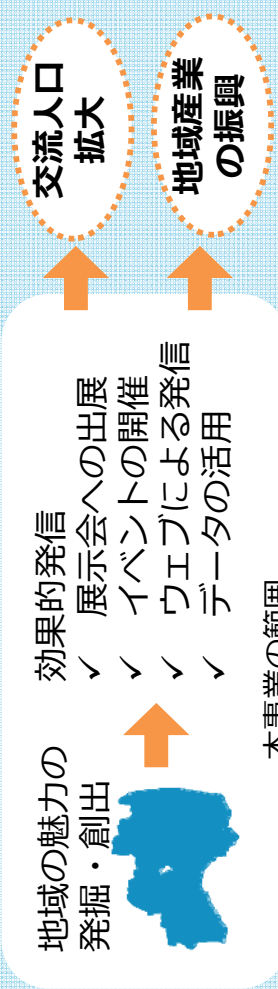 地域の魅力の
発掘・創出
効果的発信
✓ 展示会への出展
✓ イベントの開催
✓ ウェブによる発信
✓ データの活用
交流人口
拡大
地域産業
の振興
本事業の範囲